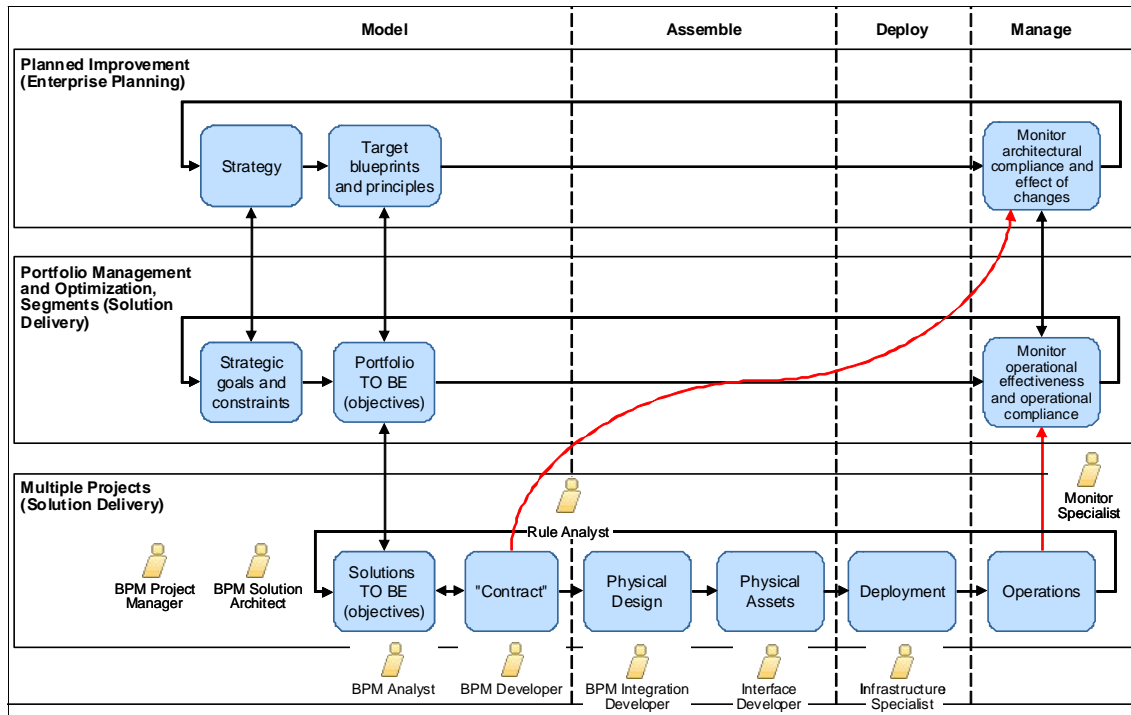 Model
Assemble
Deploy
Manage
Planned Improvement
(Enterprise Planning)
Strategy
Target
blueprints
and principles
Monitor
architectural
compliance and
effect of
changes
Portfolio Management
and Optimization,
Segments (Solution
Delivery)
Strategic
goals and
constraints
Portfolio
TO BE
(objectives)
Monitor
operational
effectiveness
and operational
compliance
Multiple Projects
(Solution Delivery)
Monitor
Specialist
Rule Analyst
BPM Project
Manager
BPM Solution
Architect
Solutions
TO BE
(objectives)
"Contract"
Physical
Design
Physical
Assets
Deployment
Operations
BPM Analyst
BPM Developer
BPM Integration
Developer
Interface
Developer
Infrastructure
Specialist